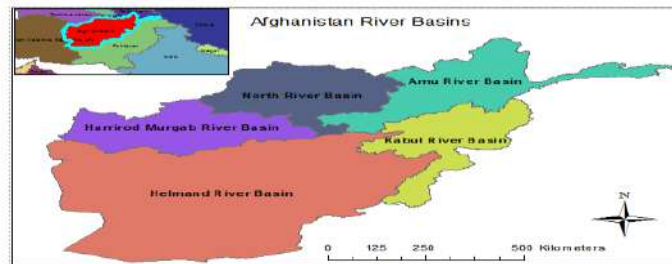 Afghanistan River Basins
Amu River Basin
North River Basin
Harrirod Murgab River Basin
Kabul River Basin
Helmand River Basin
N
0 125 250 500 Kilometers